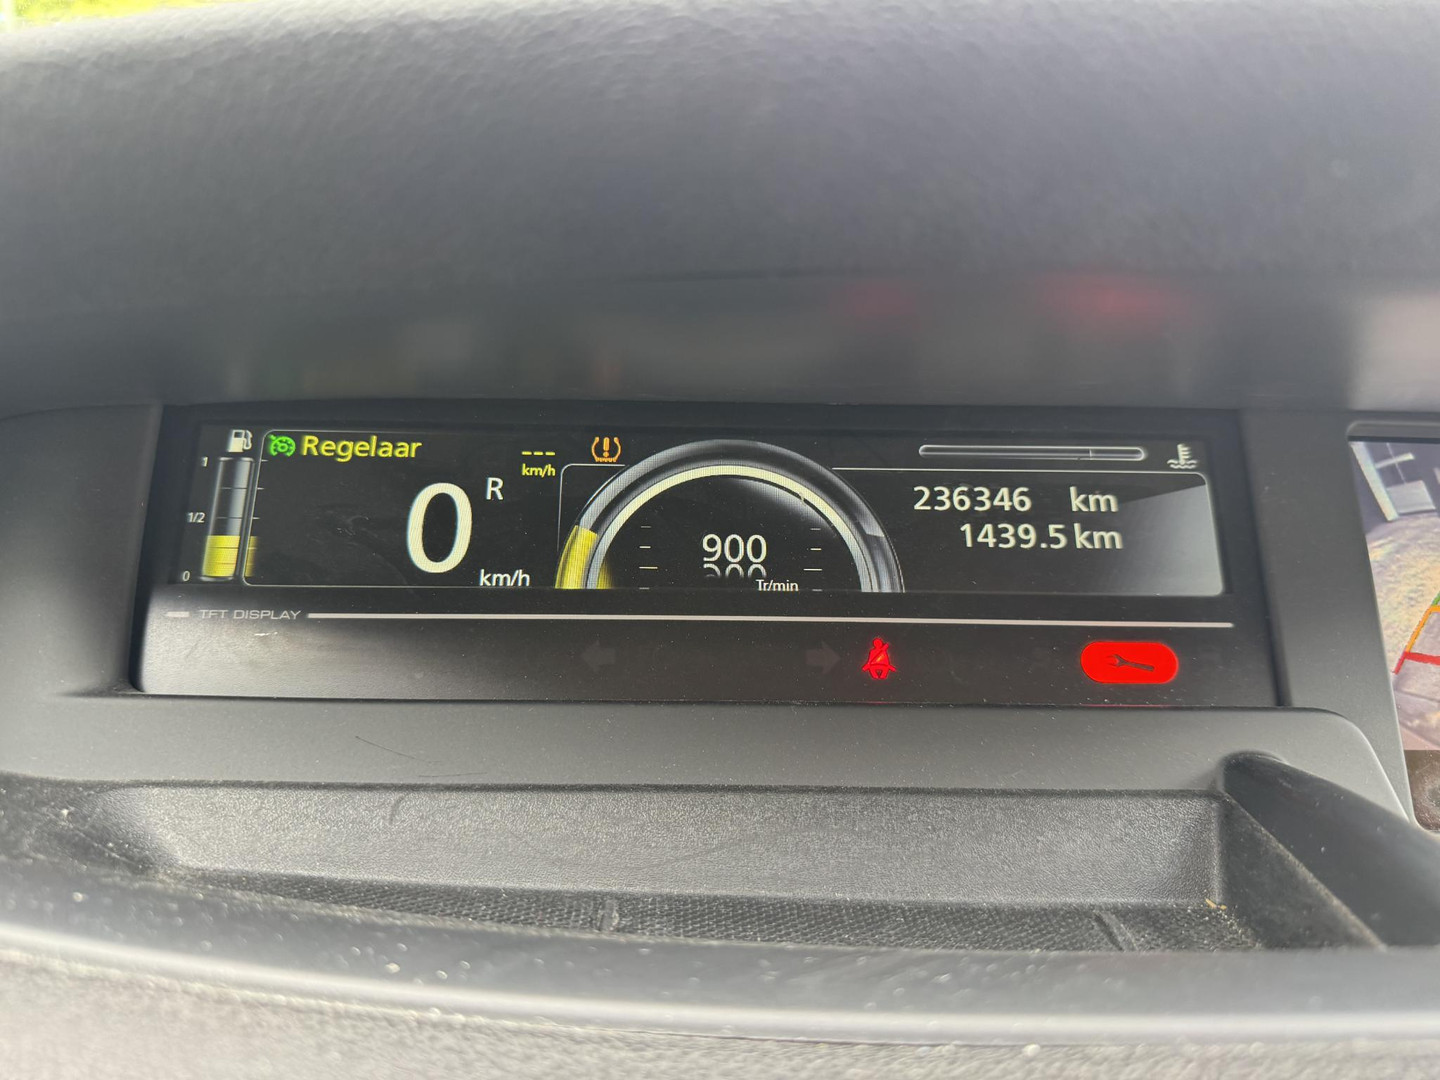 Regelaar
---
km/h
1
1/2
0
0
R
km/h
900
Tr/min
236346 km
1439.5 km
TFT DISPLAY